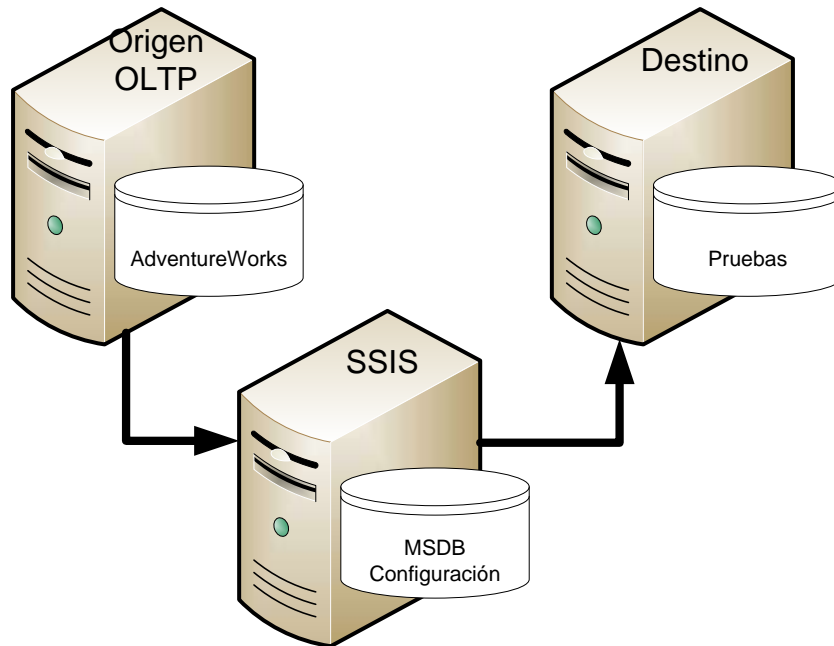 Origen
OLTP
AdventureWorks
Destino
Pruebas
SSIS
MSDB
Configuración